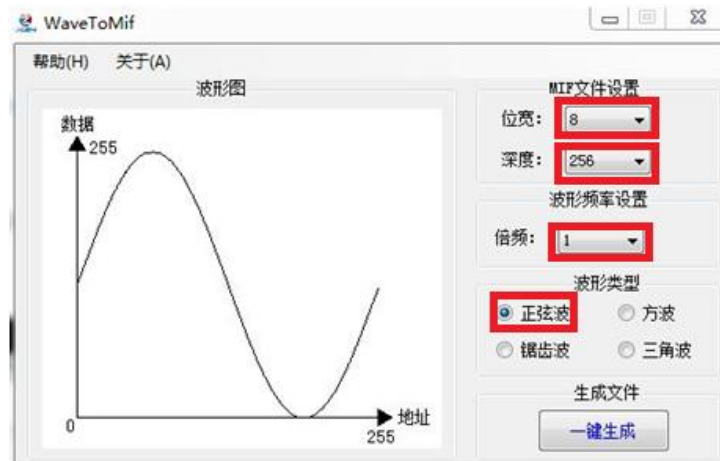 WaveToMif
帮助(H) 关于(A)
波形图
数据
255
0
255
地址
MIF文件设置
位宽： 8
深度： 256
波形频率设置
倍频： 1
波形类型
正弦波 方波
锯齿波 三角波
生成文件
一键生成